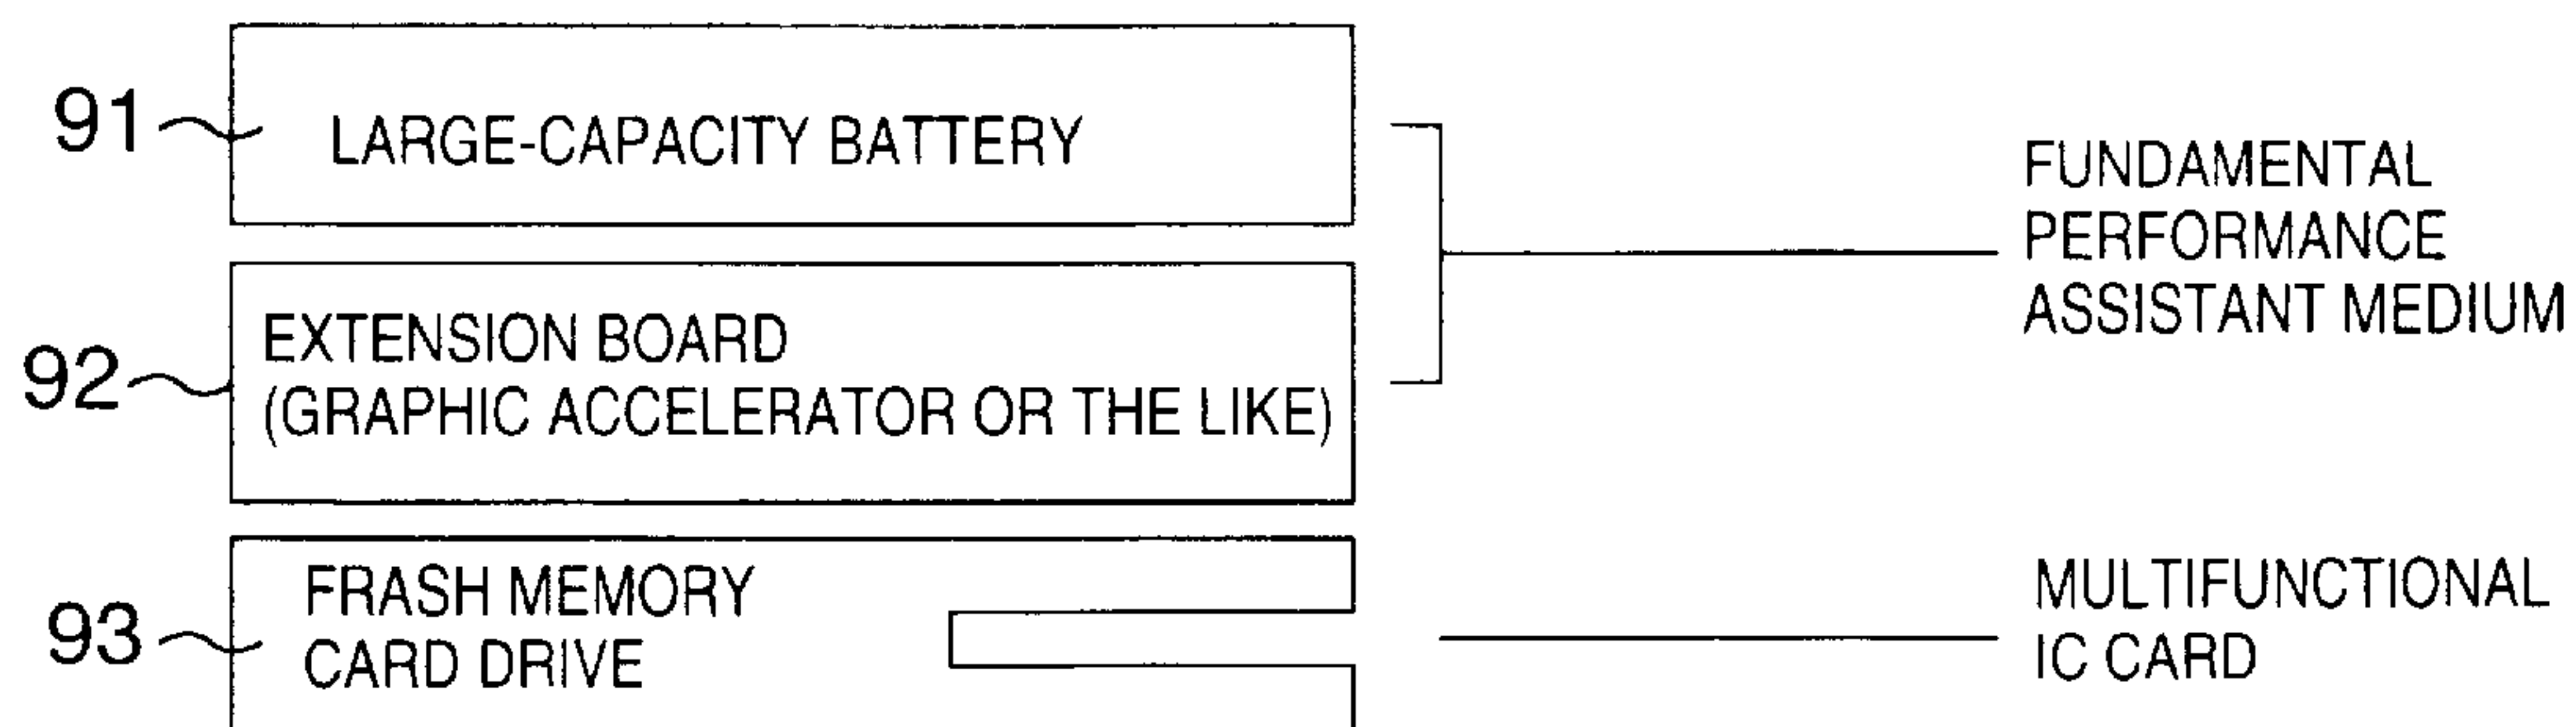 91
LARGE-CAPACITY BATTERY
FUNDAMENTAL
PERFORMANCE
ASSISTANT MEDIUM
92
EXTENSION BOARD
(GRAPHIC ACCELERATOR OR THE LIKE)
93
FRASH MEMORY
CARD DRIVE
MULTIFUNCTIONAL
IC CARD